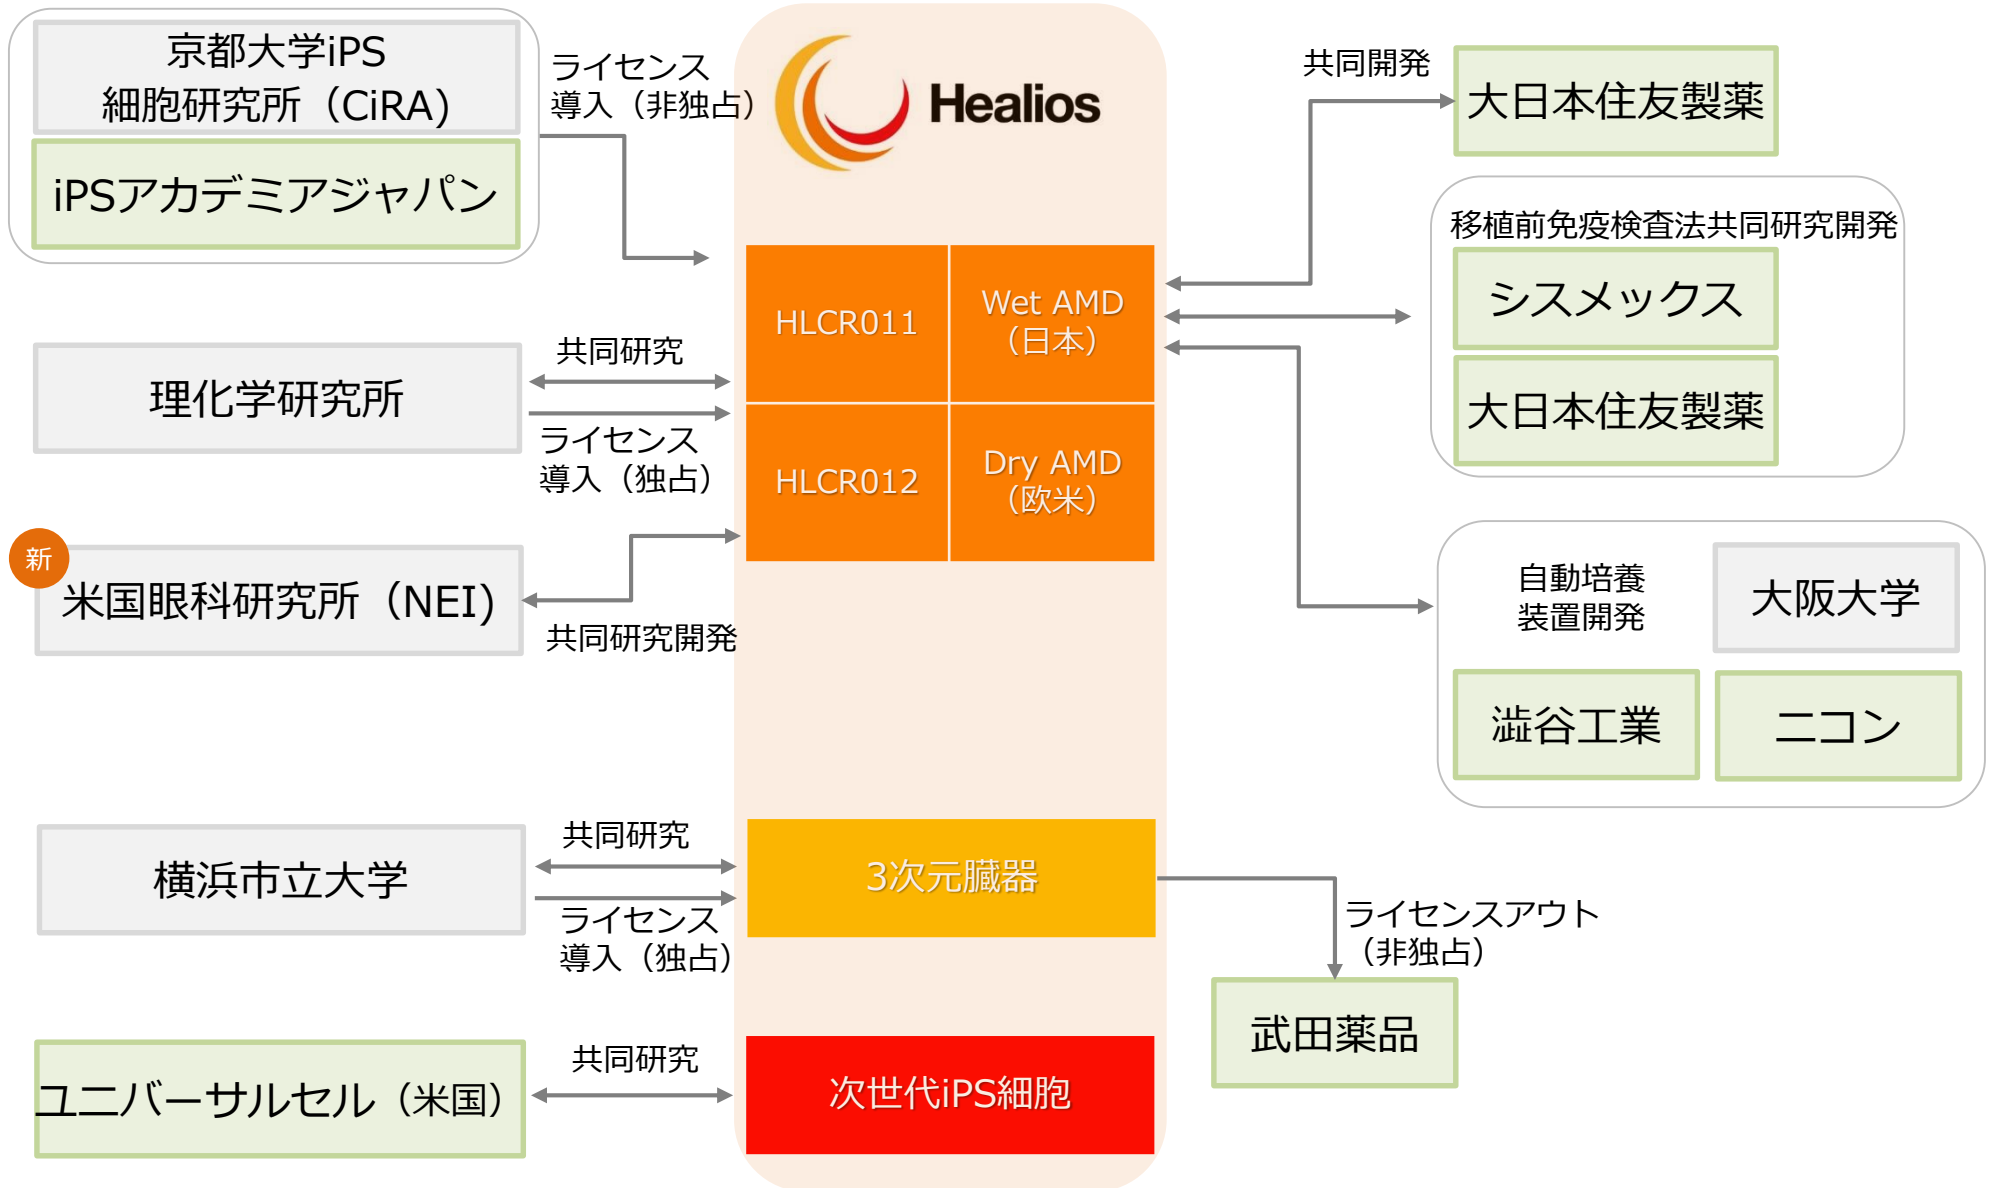 京都大学iPS
細胞研究所（CiRA）
iPSアカデミアジャパン
ライセンス
導入（非独占）
Healios
共同開発
大日本住友製薬
移植前免疫検査法共同研究開発
シスメックス
大日本住友製薬
HLCR011
Wet AMD
（日本）
理化学研究所
共同研究
ライセンス
導入（独占）
HLCR012
Dry AMD
（欧米）
新
米国眼科研究所（NEI）
共同研究開発
自動培養
装置開発
大阪大学
澁谷工業
ニコン
横浜市立大学
共同研究
ライセンス
導入（独占）
3次元臓器
ライセンスアウト
（非独占）
武田薬品
ユニバーサルセル（米国）
共同研究
次世代iPS細胞